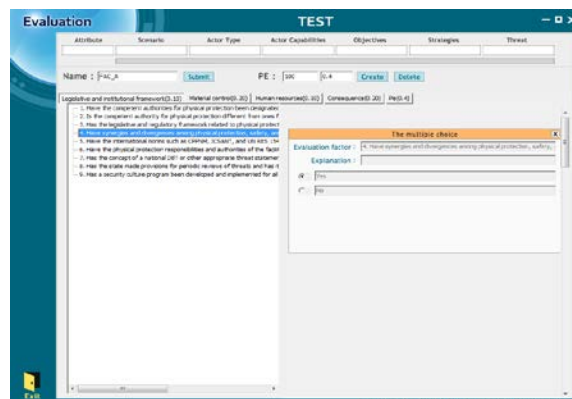 Evaluation
TEST
Attribute Scenario Actor Type Actor Capabilities Objectives Strategies Threat
Name : FAC_A Submit PE : 100 0.4 Create Delete
Legislative and institutional framework(0.10) Material control(0.20) Human resources(0.10) Consequence(0.20) Pe(0.4)
1. Have the competent authorities for physical protection been designated
2. Is the competent authority for physical protection different from ones f
3. Has the legislative and regulatory framework related to physical protect
4. Have synergies and divergences among physical protection, safety, and
5. Have the international norms such as CPPNM, ICSANT, and UN RES 154
6. Have the physical protection responsibilities and authorities of the facilit
7. Has the concept of a national DBT or other appropriate threat statemen
8. Has the state made provisions for periodic reviews of threats and has it
9. Has a security culture program been developed and implemented for all
The multiple choice X
Evaluation factor : 4. Have synergies and divergences among physical protection, safety,
Explanation :
Yes
No
Exit